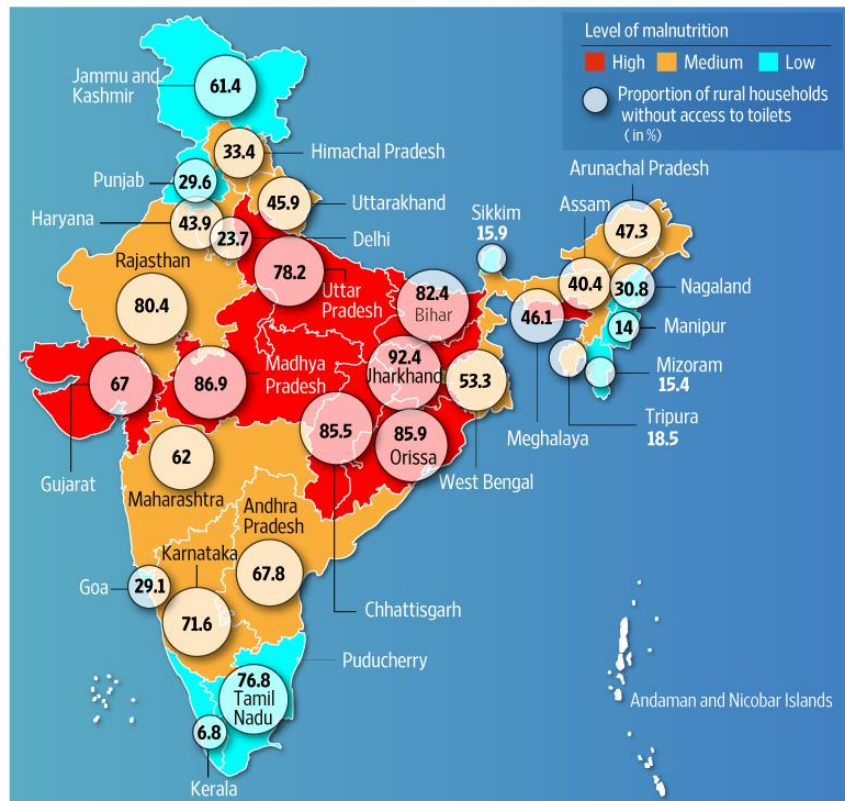 Level of malnutrition
High Medium Low
Proportion of rural households
without access to toilets
(in %)
Jammu and
Kashmir
61.4
33.4
Himachal Pradesh
Punjab
29.6
45.9
Uttarakhand
Haryana
43.9
23.7
Delhi
Arunachal Pradesh
47.3
Sikkim
15.9
Assam
40.4
30.8
Nagaland
46.1
Meghalaya
14
Manipur
Mizoram
15.4
Tripura
18.5
Rajasthan
80.4
78.2
Uttar
Pradesh
82.4
Bihar
92.4
Jharkhand
53.3
West Bengal
67
Gujarat
86.9
Madhya
Pradesh
85.5
Chhattisgarh
85.9
Orissa
62
Maharashtra
Andhra
Pradesh
67.8
Karnataka
71.6
Goa
29.1
Puducherry
76.8
Tamil
Nadu
6.8
Kerala
Andaman and Nicobar Islands